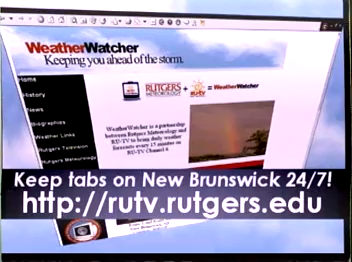 WeatherWatcher
Keeping you ahead of the storm.
Home
History
News
Biographies
Weather Links
Rutgers Television
Rutgers Meteorology
RUTGERS
METEOROLOGY
+
ru-tv
= WeatherWatcher
WeatherWatcher is a partnership
between Rutgers Meteorology and
RU-TV to bring daily weather
forecasts every 15 minutes on
RU-TV Channel
Keep tabs on New Brunswick 24/7!
http://rutv.rutgers.edu